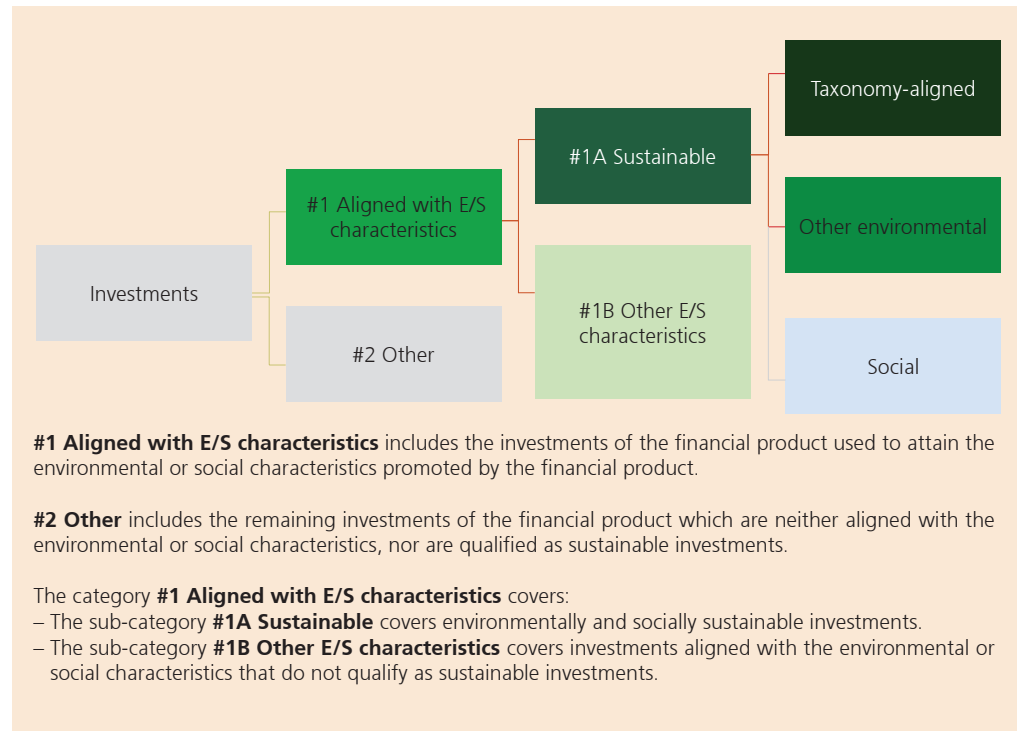 Taxonomy-aligned
#1A Sustainable
#1 Aligned with E/S
characteristics
Other environmental
Investments
#1B Other E/S
characteristics
#2 Other
Social
#1 Aligned with E/S characteristics includes the investments of the financial product used to attain the
environmental or social characteristics promoted by the financial product.
#2 Other includes the remaining investments of the financial product which are neither aligned with the
environmental or social characteristics, nor are qualified as sustainable investments.
The category #1 Aligned with E/S characteristics covers:
– The sub-category #1A Sustainable covers environmentally and socially sustainable investments.
– The sub-category #1B Other E/S characteristics covers investments aligned with the environmental or
social characteristics that do not qualify as sustainable investments.